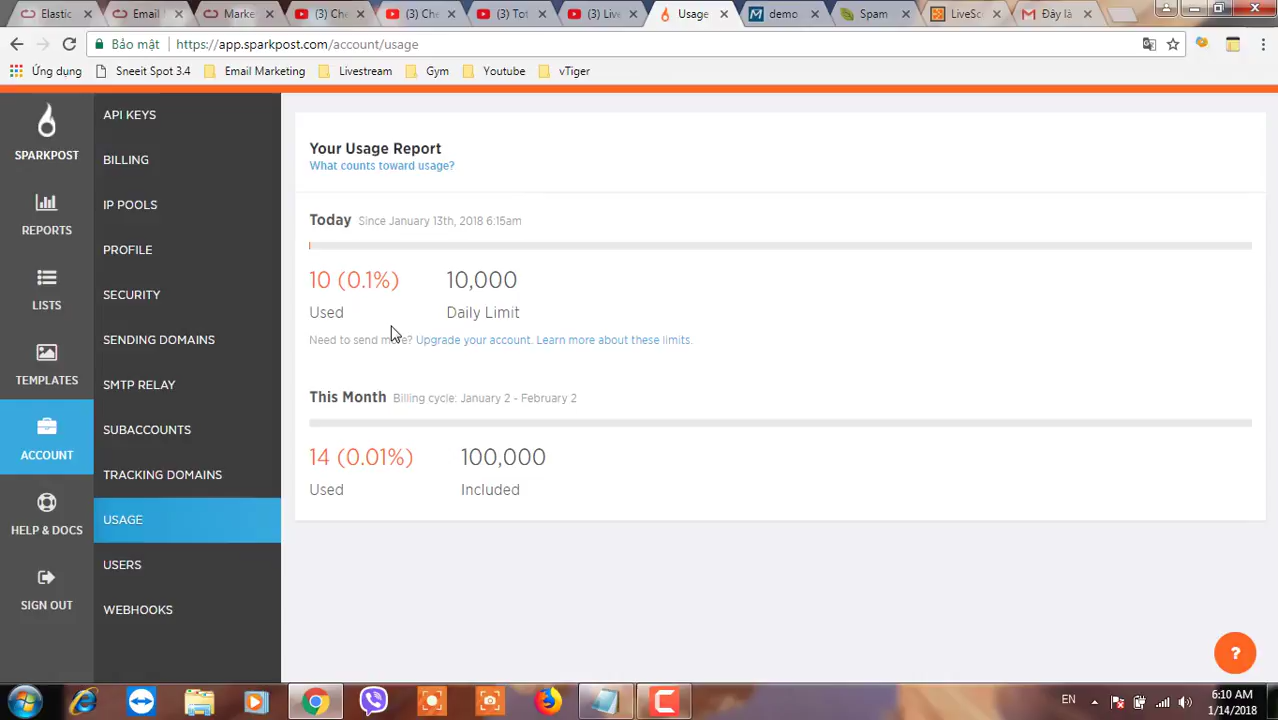 Elastic
Email
Marke
(3) Che
(3) Che
(3) Tot
(3) Live
Usage
demo
Spam
LiveSc
Đây là
Bảo mật
https://app.sparkpost.com/account/usage
Ứng dụng
Sneeit Spot 3.4
Email Marketing
Livestream
Gym
Youtube
vTiger
SPARKPOST
REPORTS
LISTS
TEMPLATES
ACCOUNT
HELP & DOCS
SIGN OUT
API KEYS
BILLING
IP POOLS
PROFILE
SECURITY
SENDING DOMAINS
SMTP RELAY
SUBACCOUNTS
TRACKING DOMAINS
USAGE
USERS
WEBHOOKS
Your Usage Report
What counts toward usage?
Today Since January 13th, 2018 6:15am
10 (0.1%) 10,000
Used Daily Limit
Need to send more? Upgrade your account. Learn more about these limits.
This Month Billing cycle: January 2 - February 2
14 (0.01%) 100,000
Used Included
?
EN
6:10 AM
1/14/2018